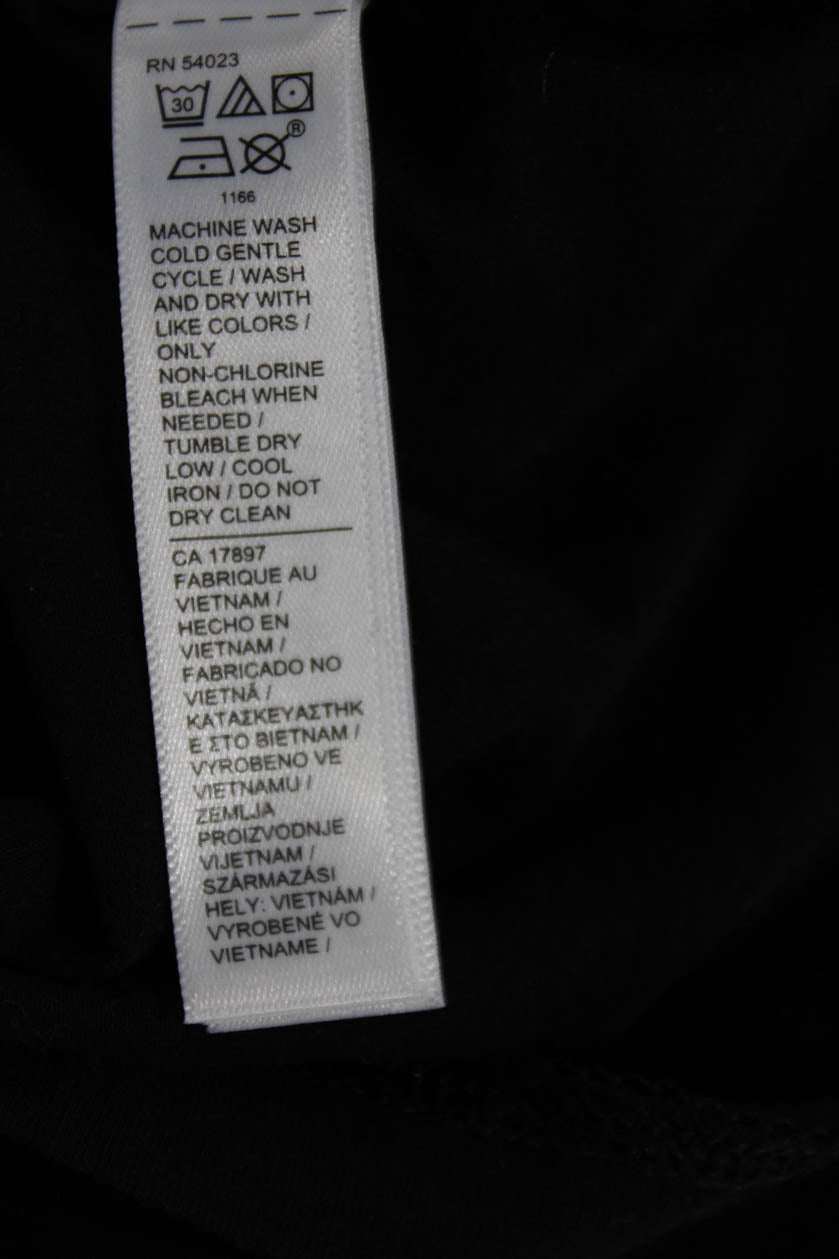 RN 54023
30
®
1166
MACHINE WASH
COLD GENTLE
CYCLE / WASH
AND DRY WITH
LIKE COLORS /
ONLY
NON-CHLORINE
BLEACH WHEN
NEEDED /
TUMBLE DRY
LOW / COOL
IRON / DO NOT
DRY CLEAN
CA 17897
FABRIQUE AU
VIETNAM /
HECHO EN
VIETNAM /
FABRICADO NO
VIETNÃ /
ΚΑΤΑΣΚΕΥΑΣΤΗΚ
Ε ΣΤΟ ΒΙΕΤΝΑΜ /
VYROBENO VE
VIETNAMU /
ZEMLJA
PROIZVODNJE
VIJETNAM /
SZÁRMAZÁSI
HELY: VIETNÁM /
VYROBENÉ VO
VIETNAME /